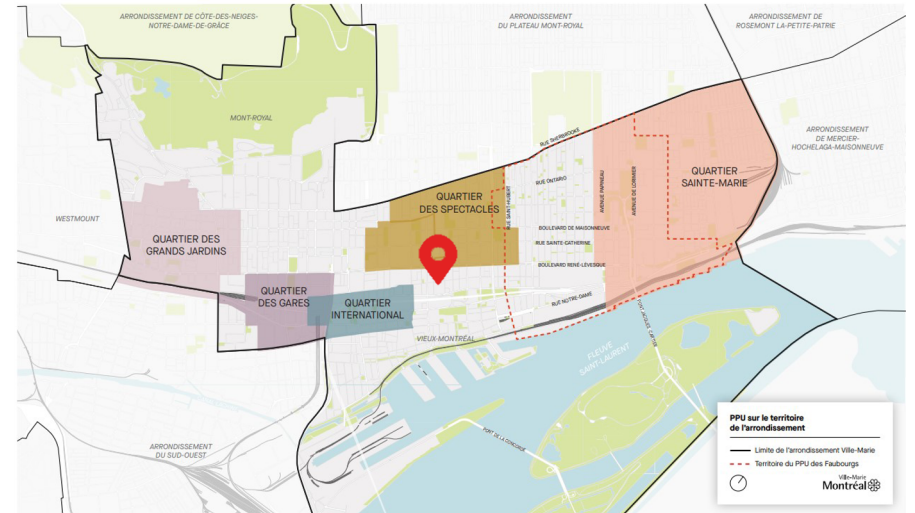 ARRONDISSEMENT DE CÔTE-DES-NEIGES-
NOTRE-DAME-DE-GRÂCE
ARRONDISSEMENT
DU PLATEAU MONT-ROYAL
ARRONDISSEMENT DE
ROSEMONT LA-PETITE-PATRIE
MONT-ROYAL
ARRONDISSEMENT
DE MERCIER-
HOCHELAGA-MAISONNEUVE
RUE SHERBROOKE
QUARTIER
SAINTE-MARIE
RUE ONTARIO
AVENUE PAPINEAU
AVENUE DE LORIMIER
RUE SAINT-HUBERT
QUARTIER
DES SPECTACLES
WESTMOUNT
BOULEVARD DE MAISONNEUVE
QUARTIER DES
GRANDS JARDINS
RUE SAINTE-CATHERINE
BOULEVARD RENÉ-LÉVESQUE
QUARTIER
DES GARES
QUARTIER
INTERNATIONAL
RUE NOTRE-DAME
PONT JACQUES CARTIER
VIEUX-MONTRÉAL
FLEUVE
SAINT-LAURENT
PONT DE LA CONCORDE
ARRONDISSEMENT
DU SUD-OUEST
PPU sur le territoire
de l'arrondissement
Limite de l'arrondissement Ville-Marie
Territoire du PPU des Faubourgs
Ville-Marie
Montréal